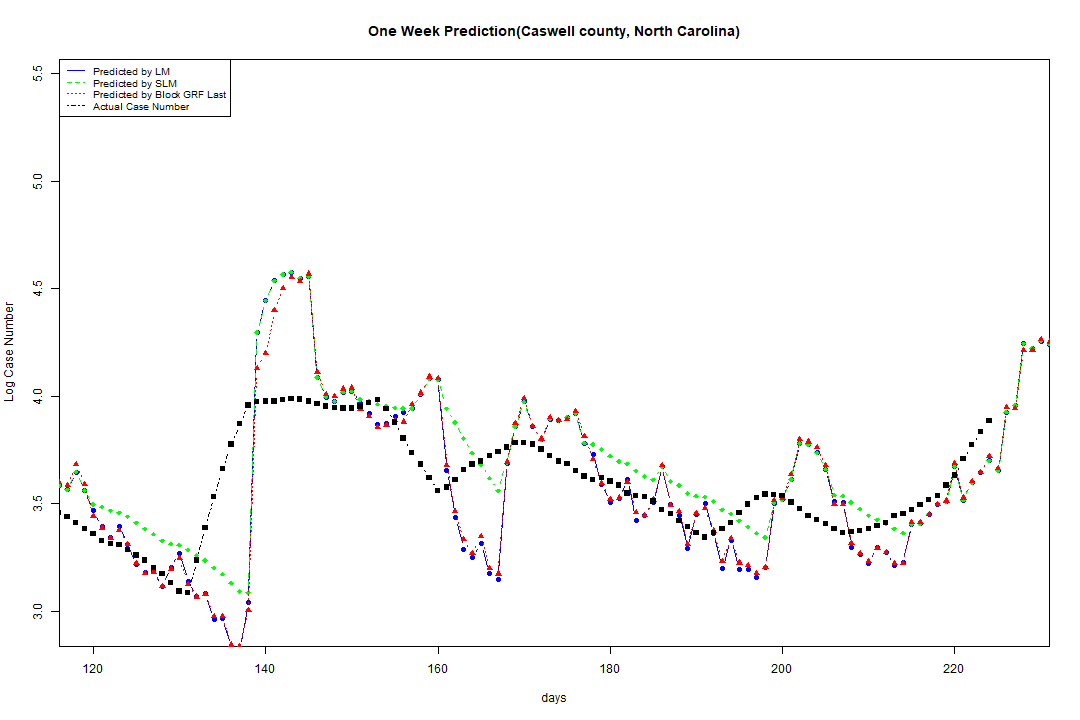 One Week Prediction(Caswell county, North Carolina)
Predicted by LM
Predicted by SLM
Predicted by Block GRF Last
Actual Case Number
5.5
5.0
4.5
4.0
3.5
3.0
Log Case Number
120 140 160 180 200 220
days